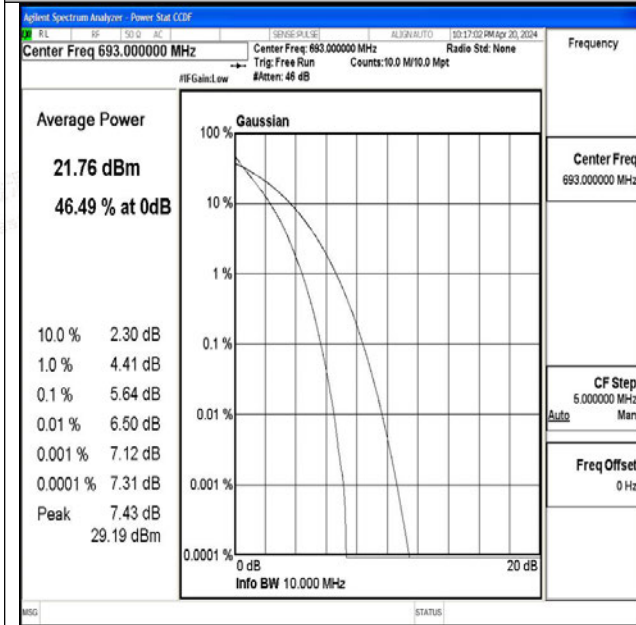 Agilent Spectrum Analyzer - Power Stat CCDF
RL RF 50 Ω AC SENSE:PULSE ALIGNAUTO 10:17:02 PM Apr 20, 2024
Center Freq 693.000000 MHz
Center Freq: 693.000000 MHz Radio Std: None
Trig: Free Run Counts:10.0 M/10.0 Mpt
#IFGain:Low #Atten: 46 dB
Frequency
Average Power
21.76 dBm
46.49 % at 0dB
10.0 % 2.30 dB
1.0 % 4.41 dB
0.1 % 5.64 dB
0.01 % 6.50 dB
0.001 % 7.12 dB
0.0001 % 7.31 dB
Peak 7.43 dB
29.19 dBm
Gaussian
100 %
10 %
1 %
0.1 %
0.01 %
0.001 %
0.0001 %
0 dB 20 dB
Info BW 10.000 MHz
Center Freq
693.000000 MHz
CF Step
5.000000 MHz
Auto Man
Freq Offset
0 Hz
MSG STATUS